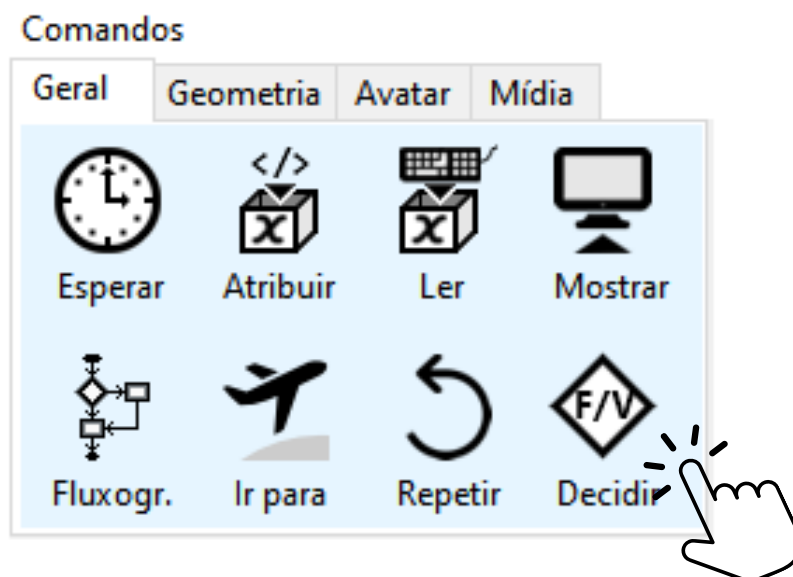 Comandos
Geral Geometria Avatar Mídia
</>
x x
Esperar Atribuir Ler Mostrar
F/V
Fluxogr. Ir para Repetir Decidir